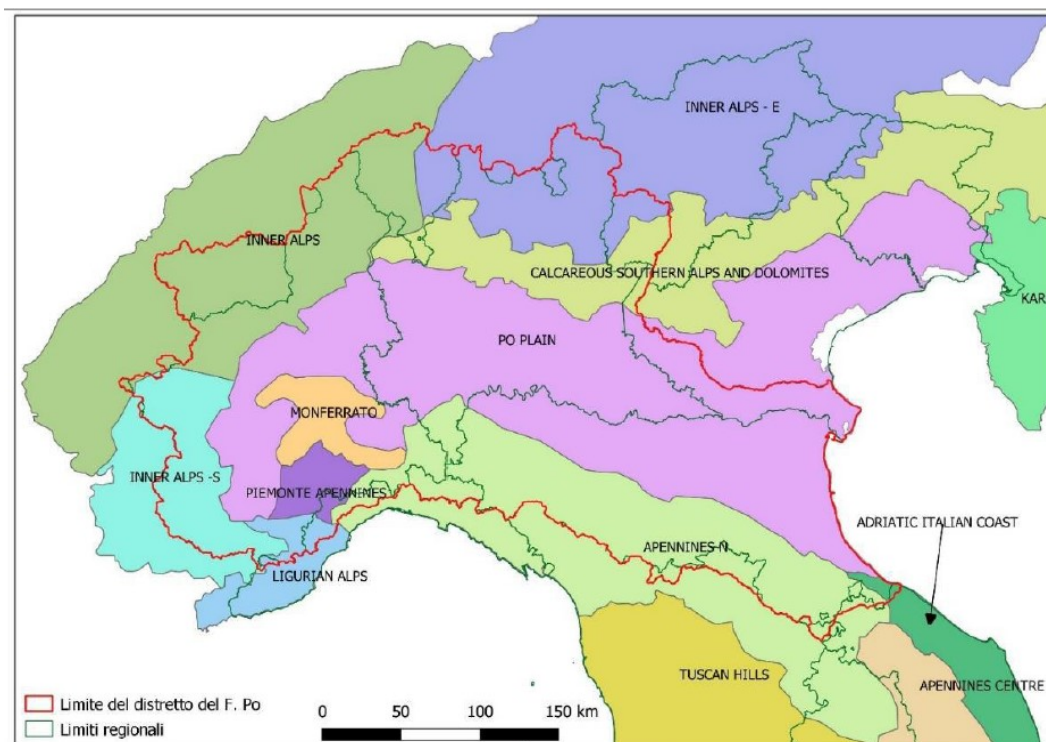 INNER ALPS - E
INNER ALPS
CALCAREOUS SOUTHERN ALPS AND DOLOMITES
KAR
PO PLAIN
MONFERRATO
INNER ALPS -S
PIEMONTE APENNINES
ADRIATIC ITALIAN COAST
APENNINES-N
LIGURIAN ALPS
TUSCAN HILLS
APENNINES CENTRE
Limite del distretto del F. Po
Limiti regionali
0 50 100 150 km